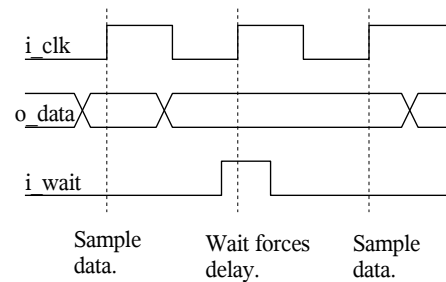 i_clk
o_data
i_wait
Sample
data.
Wait forces
delay.
Sample
data.